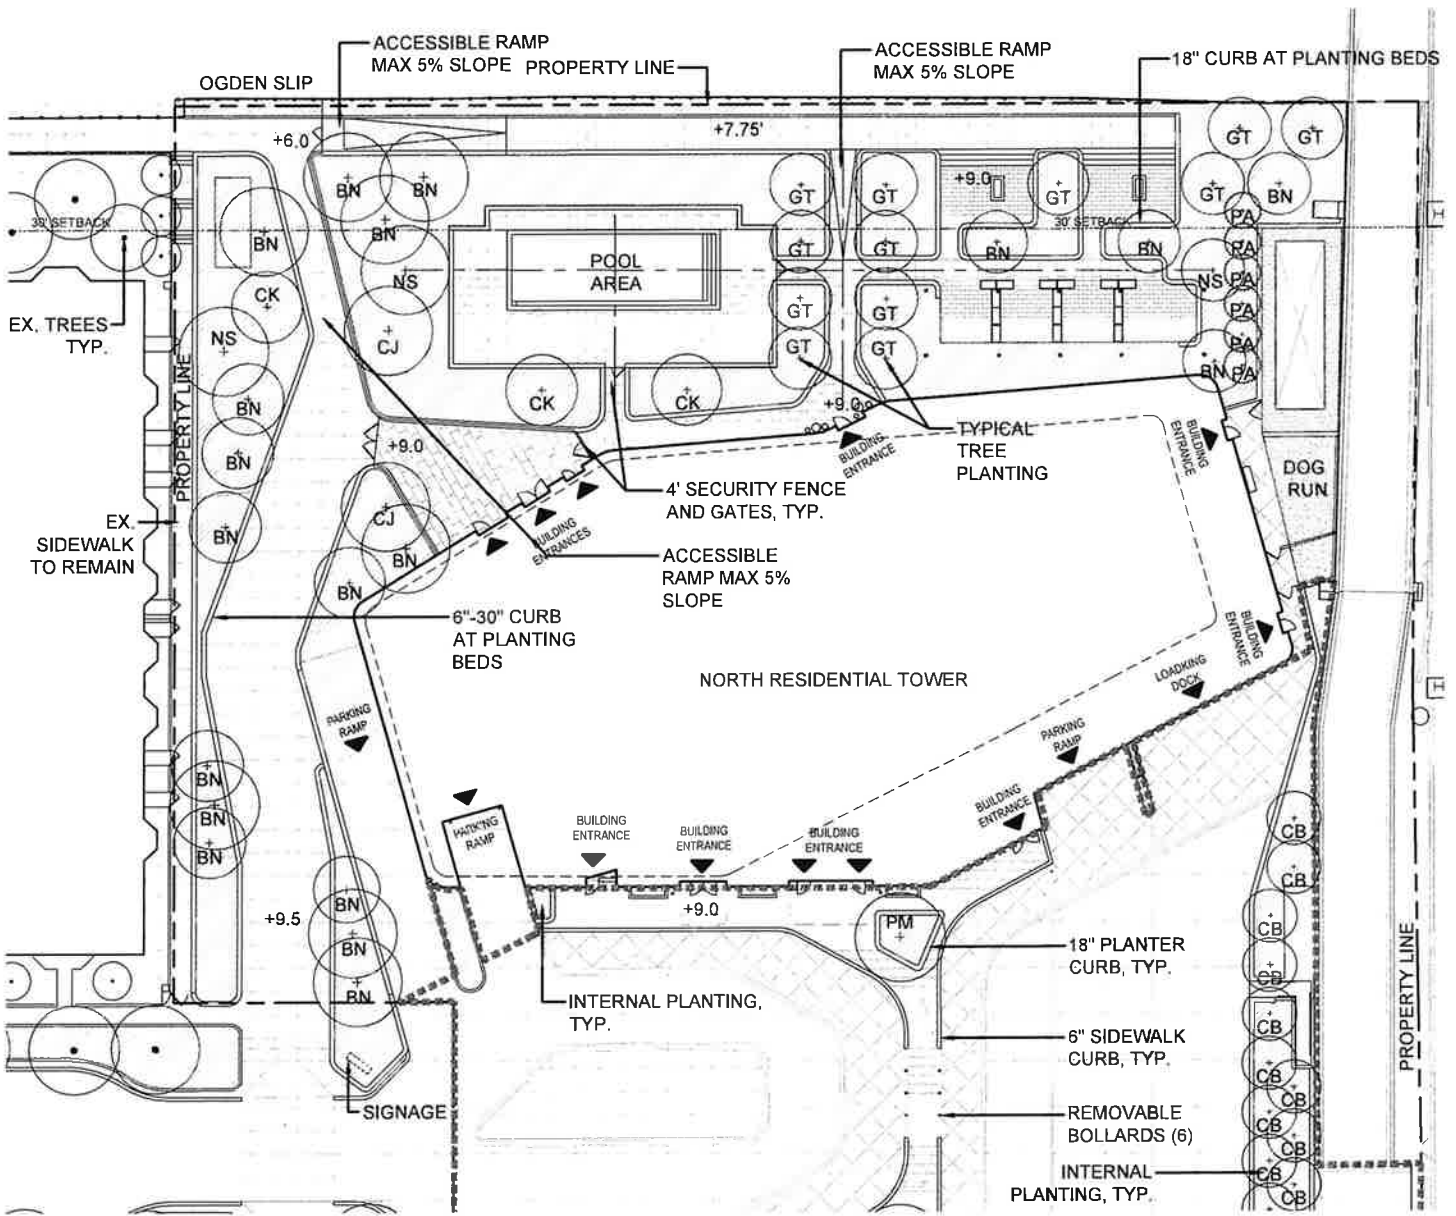 ACCESSIBLE RAMP
MAX 5% SLOPE
PROPERTY LINE
ACCESSIBLE RAMP
MAX 5% SLOPE
18" CURB AT PLANTING BEDS
OGDEN SLIP
+6.0
+7.75'
GT
GT
BN
BN
GT
GT
+9.0
GT
GT
BN
30' SETBACK
BN
BN
GT
GT
BN
30' SETBACK
BN
PA
PA
PA
PA
PA
PA
NS
POOL
AREA
NS
CK
GT
GT
EX. TREES
TYP.
NS
CJ
GT
GT
BN
PROPERTY LINE
BN
CK
CK
+9.0
+9.0
BN
BUILDING
ENTRANCE
TYPICAL
TREE
PLANTING
BUILDING
ENTRANCE
DOG
RUN
4' SECURITY FENCE
AND GATES, TYP.
CJ
EX.
SIDEWALK
TO REMAIN
BN
BUILDING
ENTRANCES
BN
BN
ACCESSIBLE
RAMP MAX 5%
SLOPE
6"-30" CURB
AT PLANTING
BEDS
BUILDING
ENTRANCE
NORTH RESIDENTIAL TOWER
LOADKING
DOCK
PARKING
RAMP
PARKING
RAMP
BN
BN
BN
PARKING
RAMP
BUILDING
ENTRANCE
BUILDING
ENTRANCE
BUILDING
ENTRANCE
BUILDING
ENTRANCE
CB
CB
BN
+9.5
+9.0
PM
CB
BN
18" PLANTER
CURB, TYP.
CB
PROPERTY LINE
BN
INTERNAL PLANTING,
TYP.
CB
6" SIDEWALK
CURB, TYP.
CB
CB
SIGNAGE
REMOVABLE
BOLLARDS (6)
CB
CB
INTERNAL
PLANTING, TYP.
CB
CB